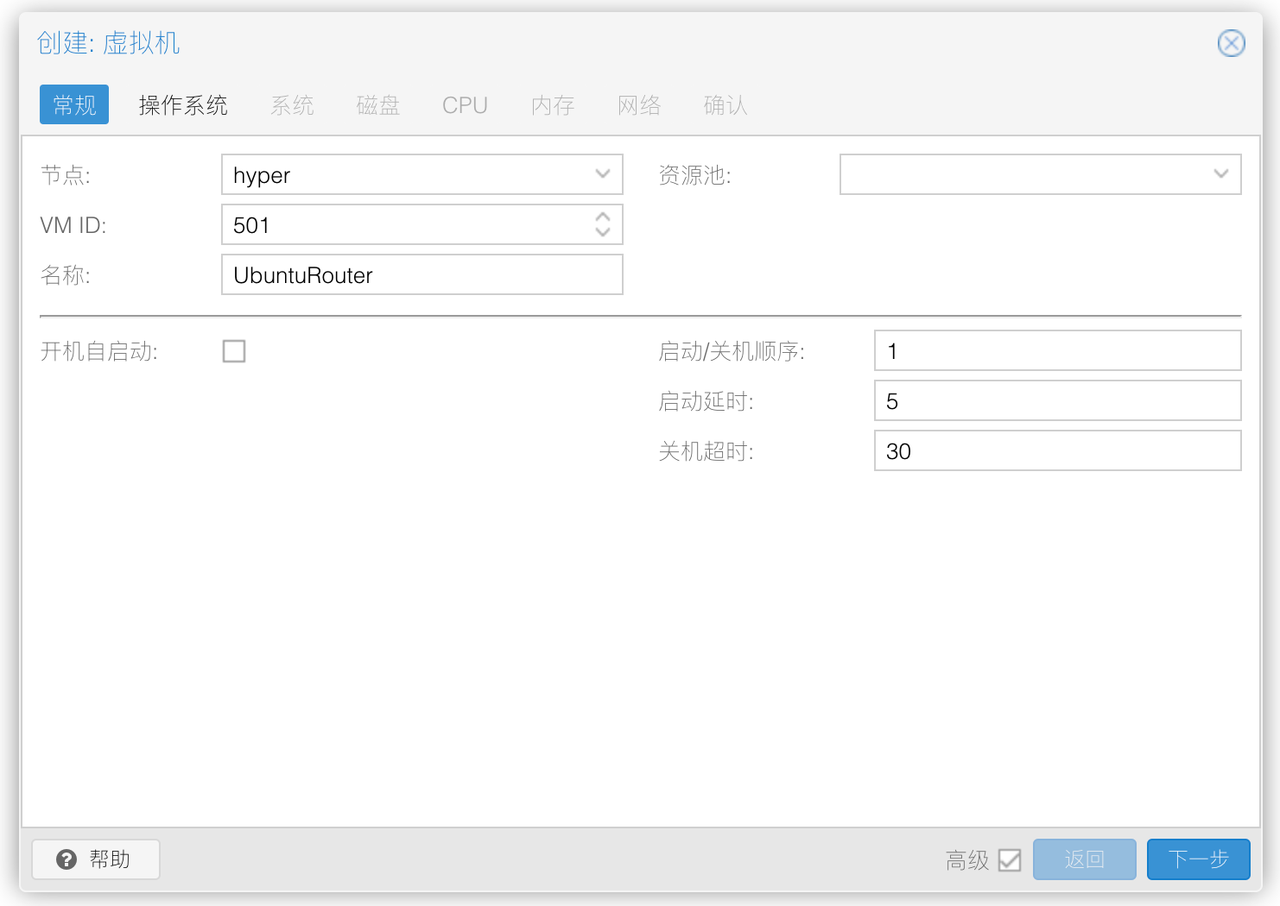 创建: 虚拟机
常规 操作系统 系统 磁盘 CPU 内存 网络 确认
节点: hyper 资源池:
VM ID: 501
名称: UbuntuRouter
开机自启动: 启动/关机顺序: 1
启动延时: 5
关机超时: 30
帮助 高级 返回 下一步